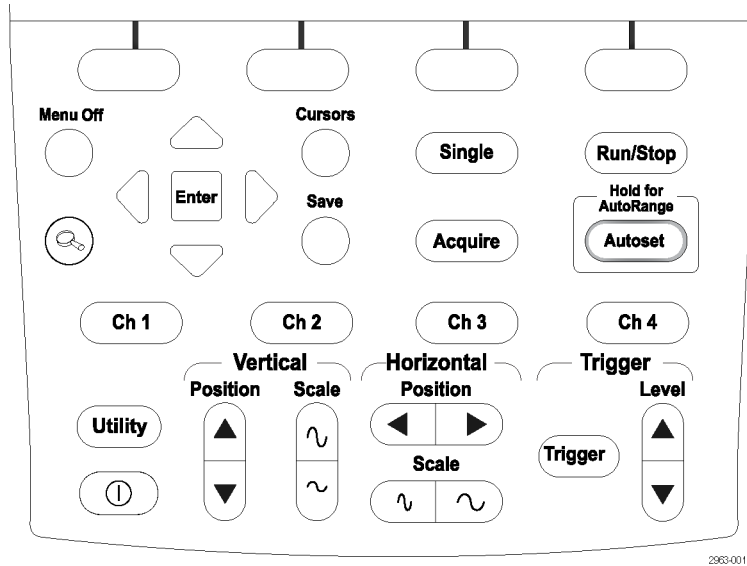 Menu Off
Cursors
Single
Run/Stop
Enter
Save
Hold for
AutoRange
Acquire
Autoset
Ch 1
Ch 2
Ch 3
Ch 4
Vertical
Horizontal
Trigger
Position
Scale
Position
Level
Utility
Trigger
Scale
2963-001